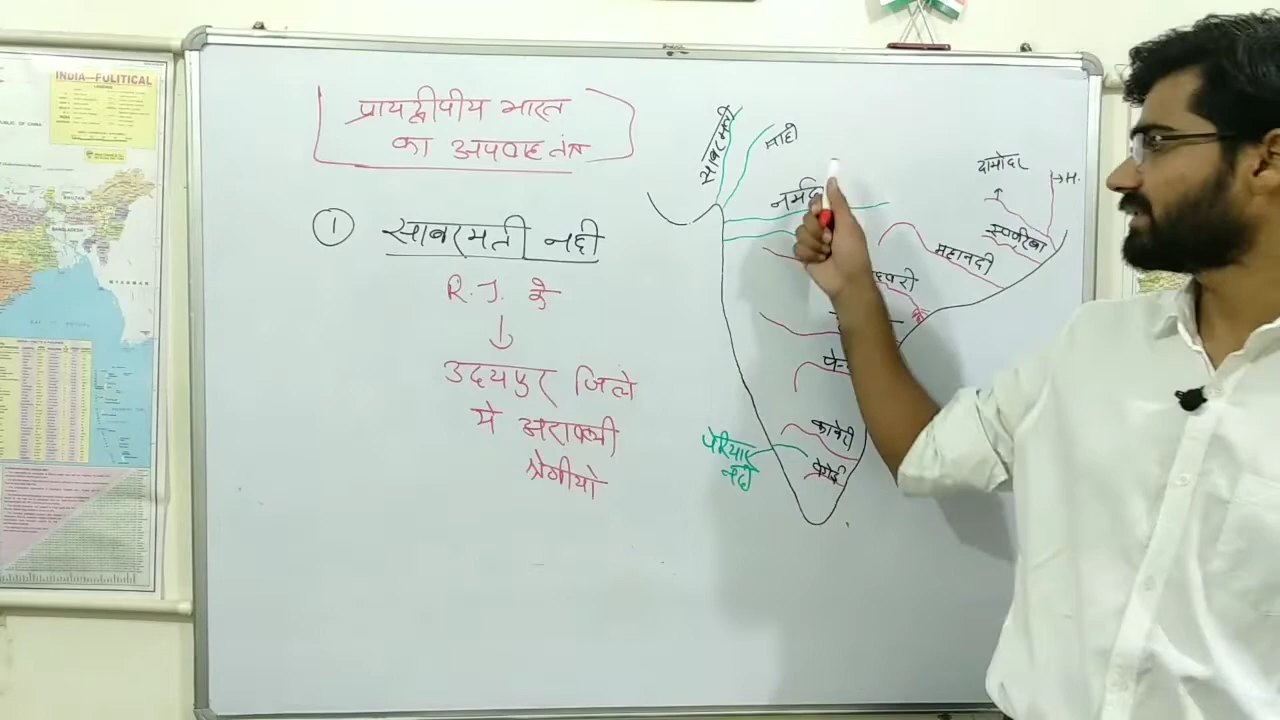 प्रायद्वीपीय भारत
का अपवाह तंत्र
① साबरमती नदी
R.J. के
↓
उदयपुर जिले
मे अरावली
श्रेणीयो
साबरमती
माही
नर्मदा
दामोदर
→H.
स्वर्णरेखा
महानदी
कावेरी
पेरियार
नदी
INDIA—POLITICAL